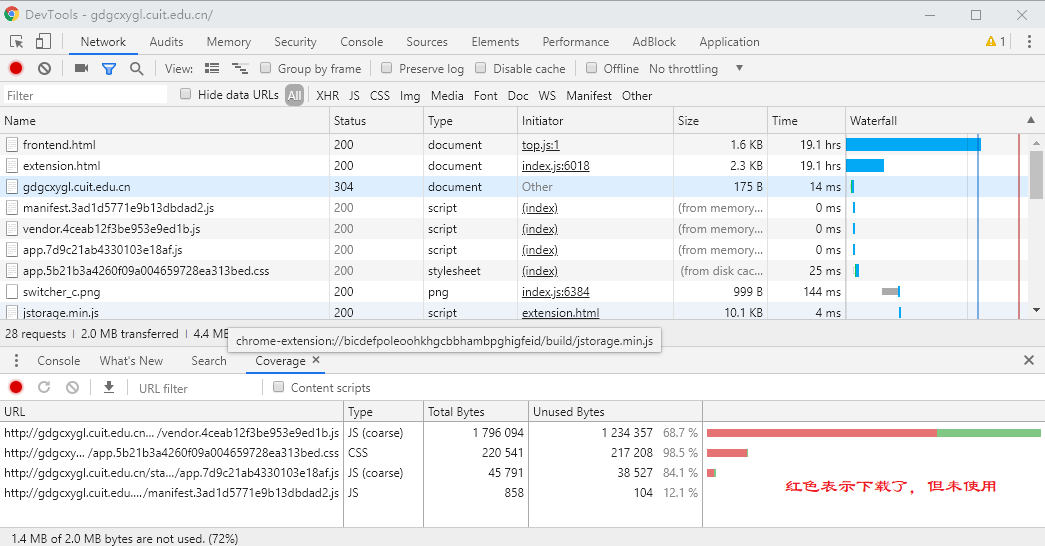 DevTools - gdgcxygl.cuit.edu.cn/
Network Audits Memory Security Console Sources Elements Performance AdBlock Application 1
View: Group by frame Preserve log Disable cache Offline No throttling
Filter Hide data URLs All XHR JS CSS Img Media Font Doc WS Manifest Other
Name Status Type Initiator Size Time Waterfall
frontend.html 200 document top.js:1 1.6 KB 19.1 hrs
extension.html 200 document index.js:6018 2.3 KB 19.1 hrs
gdgcxygl.cuit.edu.cn 304 document Other 175 B 14 ms
manifest.3ad1d5771e9b13dbdad2.js 200 script (index) (from memory... 0 ms
vendor.4ceab12f3be953e9ed1b.js 200 script (index) (from memory... 0 ms
app.7d9c21ab4330103e18af.js 200 script (index) (from memory... 0 ms
app.5b21b3a4260f09a004659728ea313bed.css 200 stylesheet (index) (from disk cac... 25 ms
switcher_c.png 200 png index.js:6384 999 B 144 ms
jstorage.min.js 200 script extension.html 10.1 KB 4 ms
28 requests | 2.0 MB transferred | 4.4 MB
chrome-extension://bicdefpoleoohkhgcbbhambpghigfeid/build/jstorage.min.js
Console What's New Search Coverage ×
URL filter Content scripts
URL Type Total Bytes Unused Bytes
http://gdgcxygl.cuit.edu.cn... /vendor.4ceab12f3be953e9ed1b.js JS (coarse) 1 796 094 1 234 357 68.7 %
http://gdgcxy... /app.5b21b3a4260f09a004659728ea313bed.css CSS 220 541 217 208 98.5 %
http://gdgcxygl.cuit.edu.cn/sta.../app.7d9c21ab4330103e18af.js JS (coarse) 45 791 38 527 84.1 %
http://gdgcxygl.cuit.edu..../manifest.3ad1d5771e9b13dbdad2.js JS 858 104 12.1 %
红色表示下载了，但未使用
1.4 MB of 2.0 MB bytes are not used. (72%)